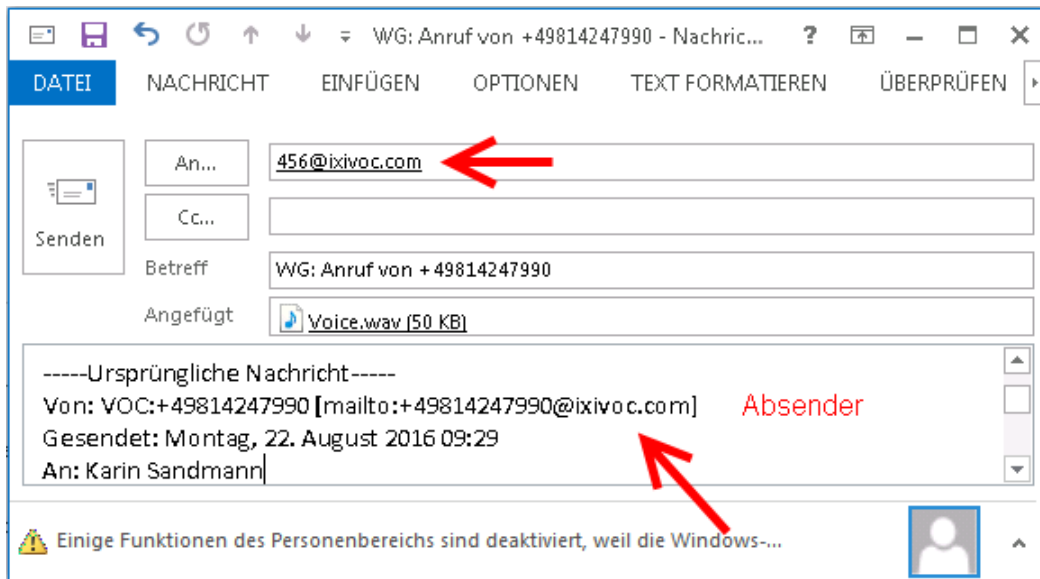 WG: Anruf von +49814247990 - Nachric... ?
DATEI NACHRICHT EINFÜGEN OPTIONEN TEXT FORMATIEREN ÜBERPRÜFEN
An... 456@ixivoc.com
Cc...
Senden
Betreff WG: Anruf von +49814247990
Angefügt Voice.wav (50 KB)
-----Ursprüngliche Nachricht-----
Von: VOC:+49814247990 [mailto:+49814247990@ixivoc.com] Absender
Gesendet: Montag, 22. August 2016 09:29
An: Karin Sandmann
Einige Funktionen des Personenbereichs sind deaktiviert, weil die Windows-...